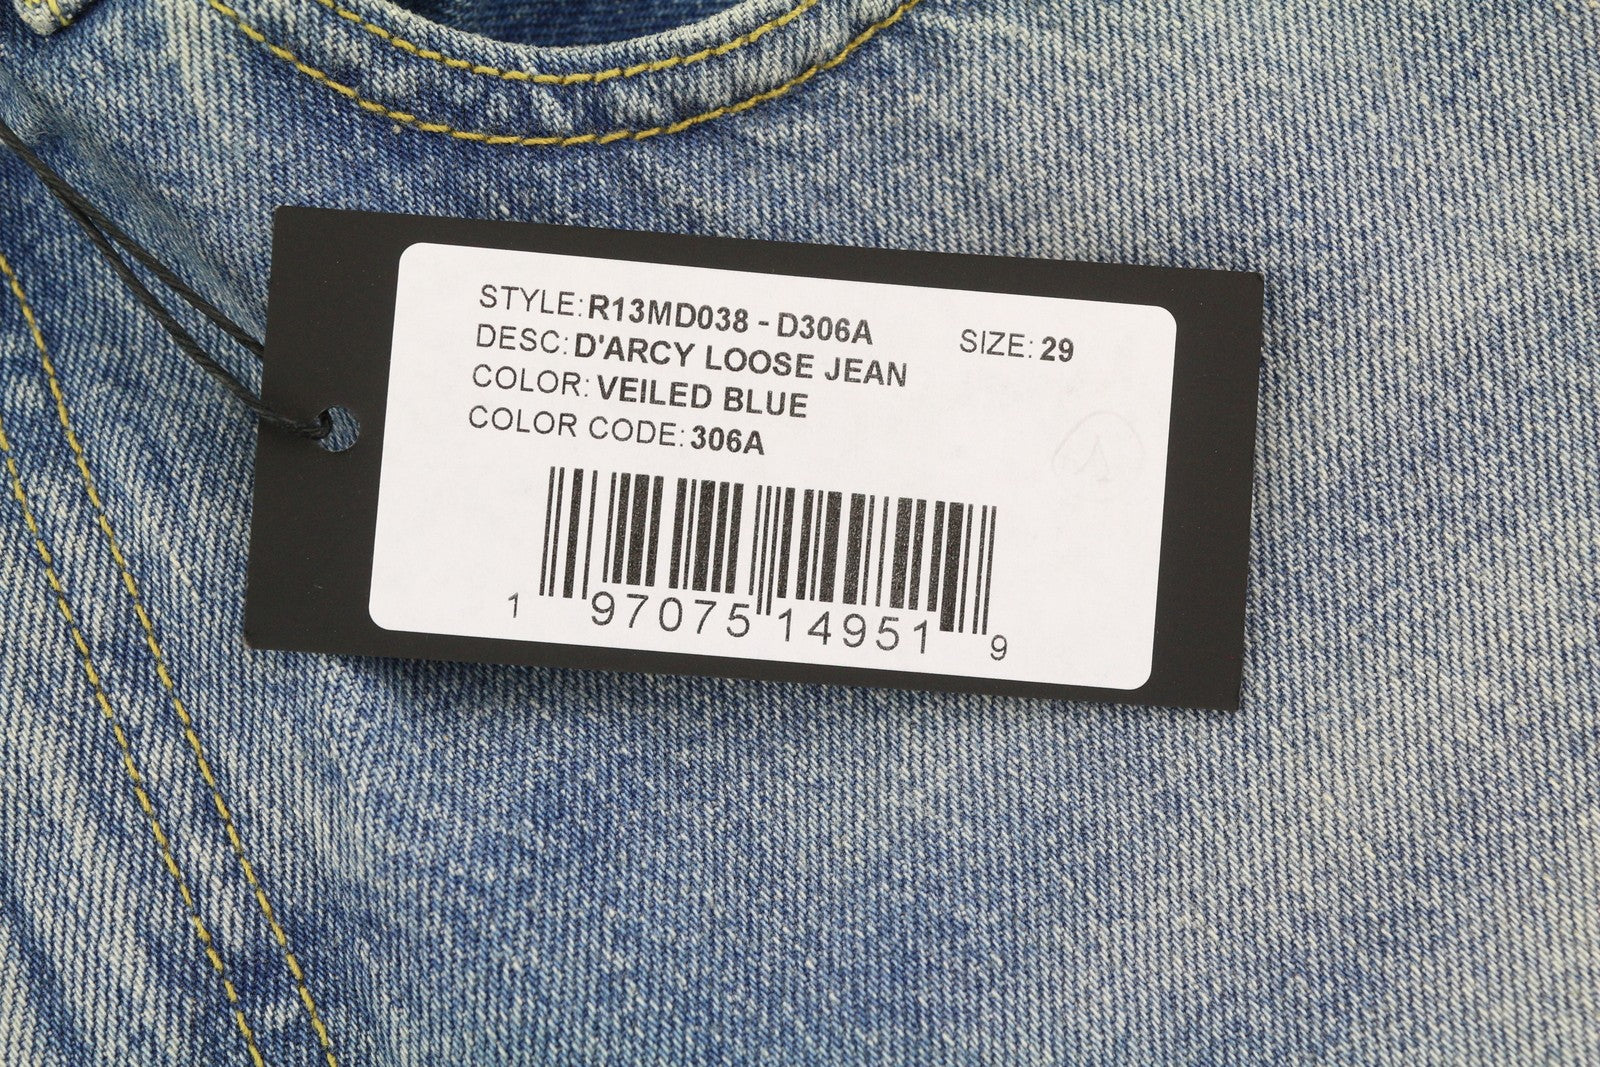 STYLE: R13MD038 - D306A SIZE: 29
DESC: D'ARCY LOOSE JEAN
COLOR: VEILED BLUE
COLOR CODE: 306A
1 97075 14951 9